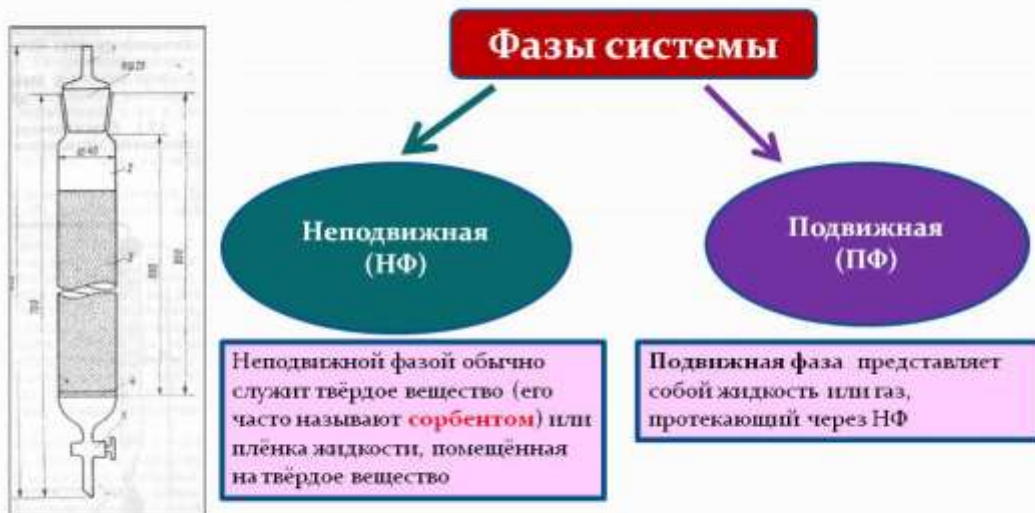 Фазы системы
Неподвижная
(НФ)
Подвижная
(ПФ)
Неподвижной фазой обычно
служит твёрдое вещество (его
часто называют сорбентом) или
плёнка жидкости, помещённая
на твёрдое вещество
Подвижная фаза представляет
собой жидкость или газ,
протекающий через НФ